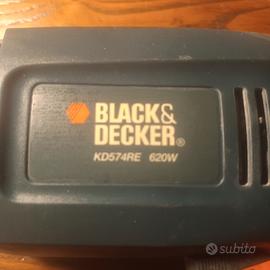 BLACK&
DECKER®
KD574RE 620W
subito